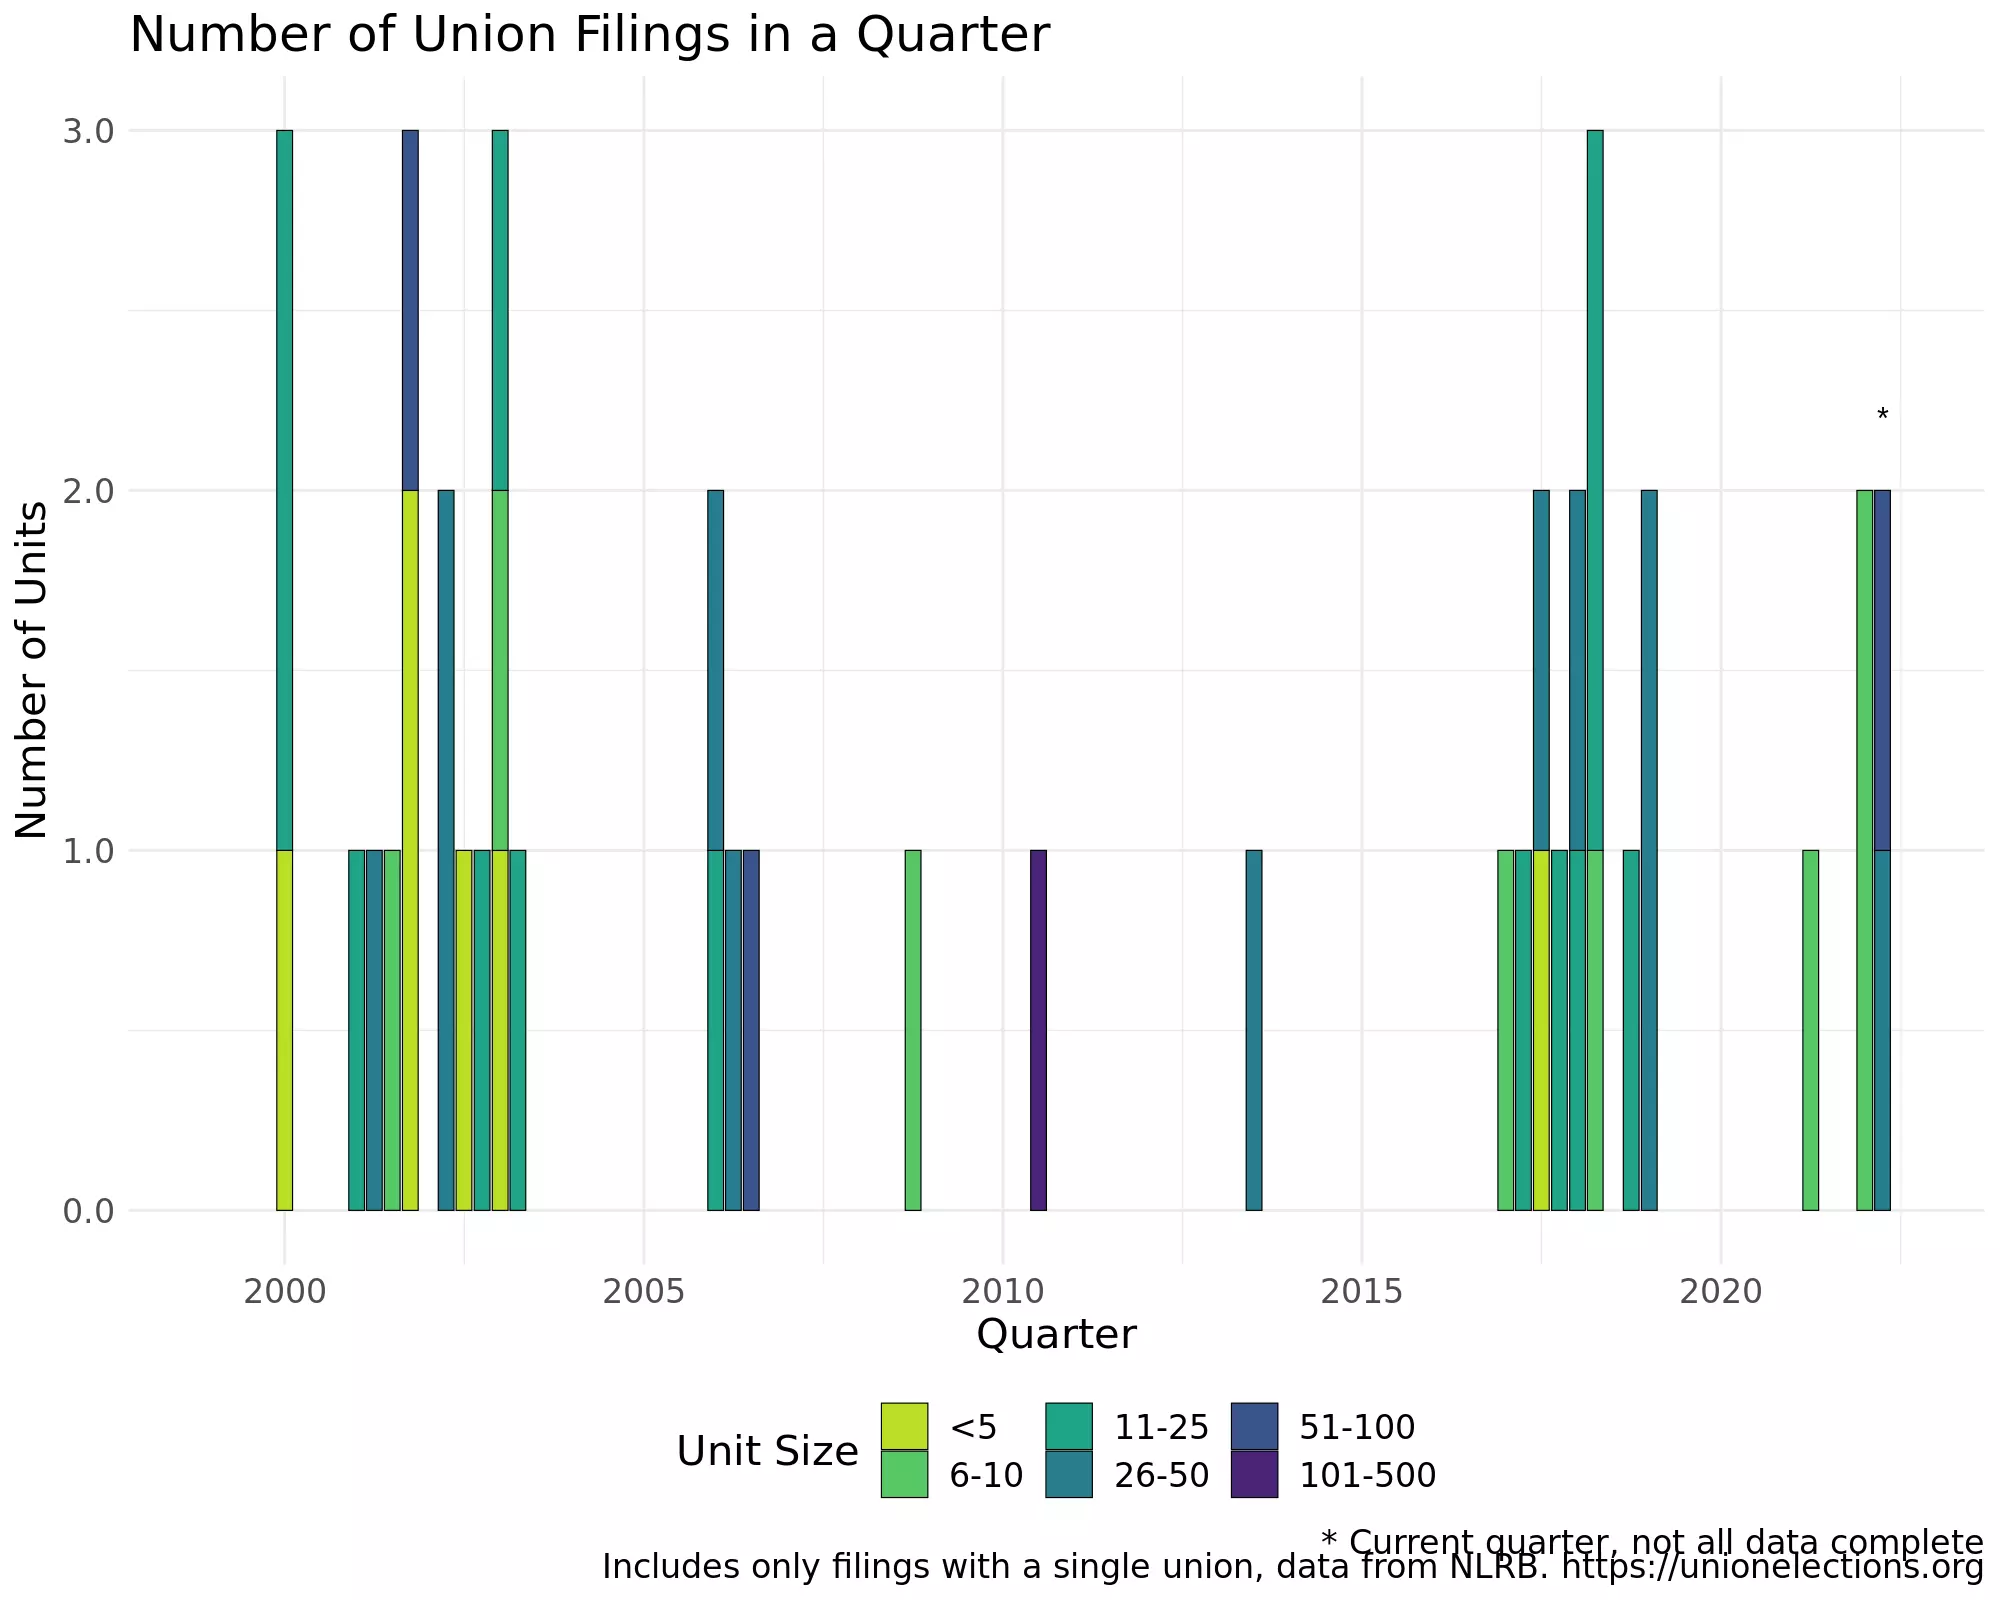 Number of Union Filings in a Quarter
3.0
2.0
1.0
0.0
Number of Units
*
2000 2005 2010 2015 2020
Quarter
Unit Size
<5 11-25 51-100
6-10 26-50 101-500
* Current quarter, not all data complete
Includes only filings with a single union, data from NLRB. https://unionelections.org